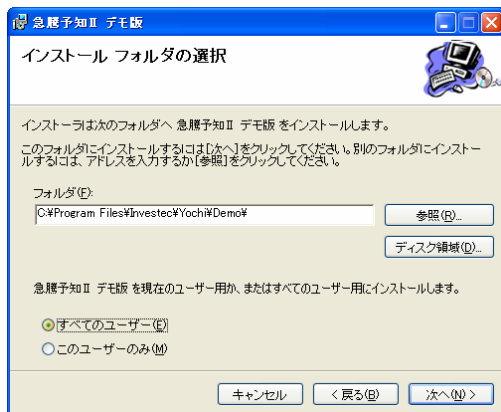 急騰予知Ⅱ デモ版
インストール フォルダの選択
インストーラは次のフォルダへ 急騰予知Ⅱ デモ版 をインストールします。
このフォルダにインストールするには[次へ]をクリックしてください。別のフォルダにインストー
ルするには、アドレスを入力するか[参照]をクリックしてください。
フォルダ(F):
C:¥Program Files¥Investec¥Yochi¥Demo¥
参照(R)...
ディスク領域(D)...
急騰予知Ⅱ デモ版 を現在のユーザー用か、またはすべてのユーザー用にインストールします。
すべてのユーザー(E)
このユーザーのみ(M)
キャンセル
< 戻る(B)
次へ(N) >